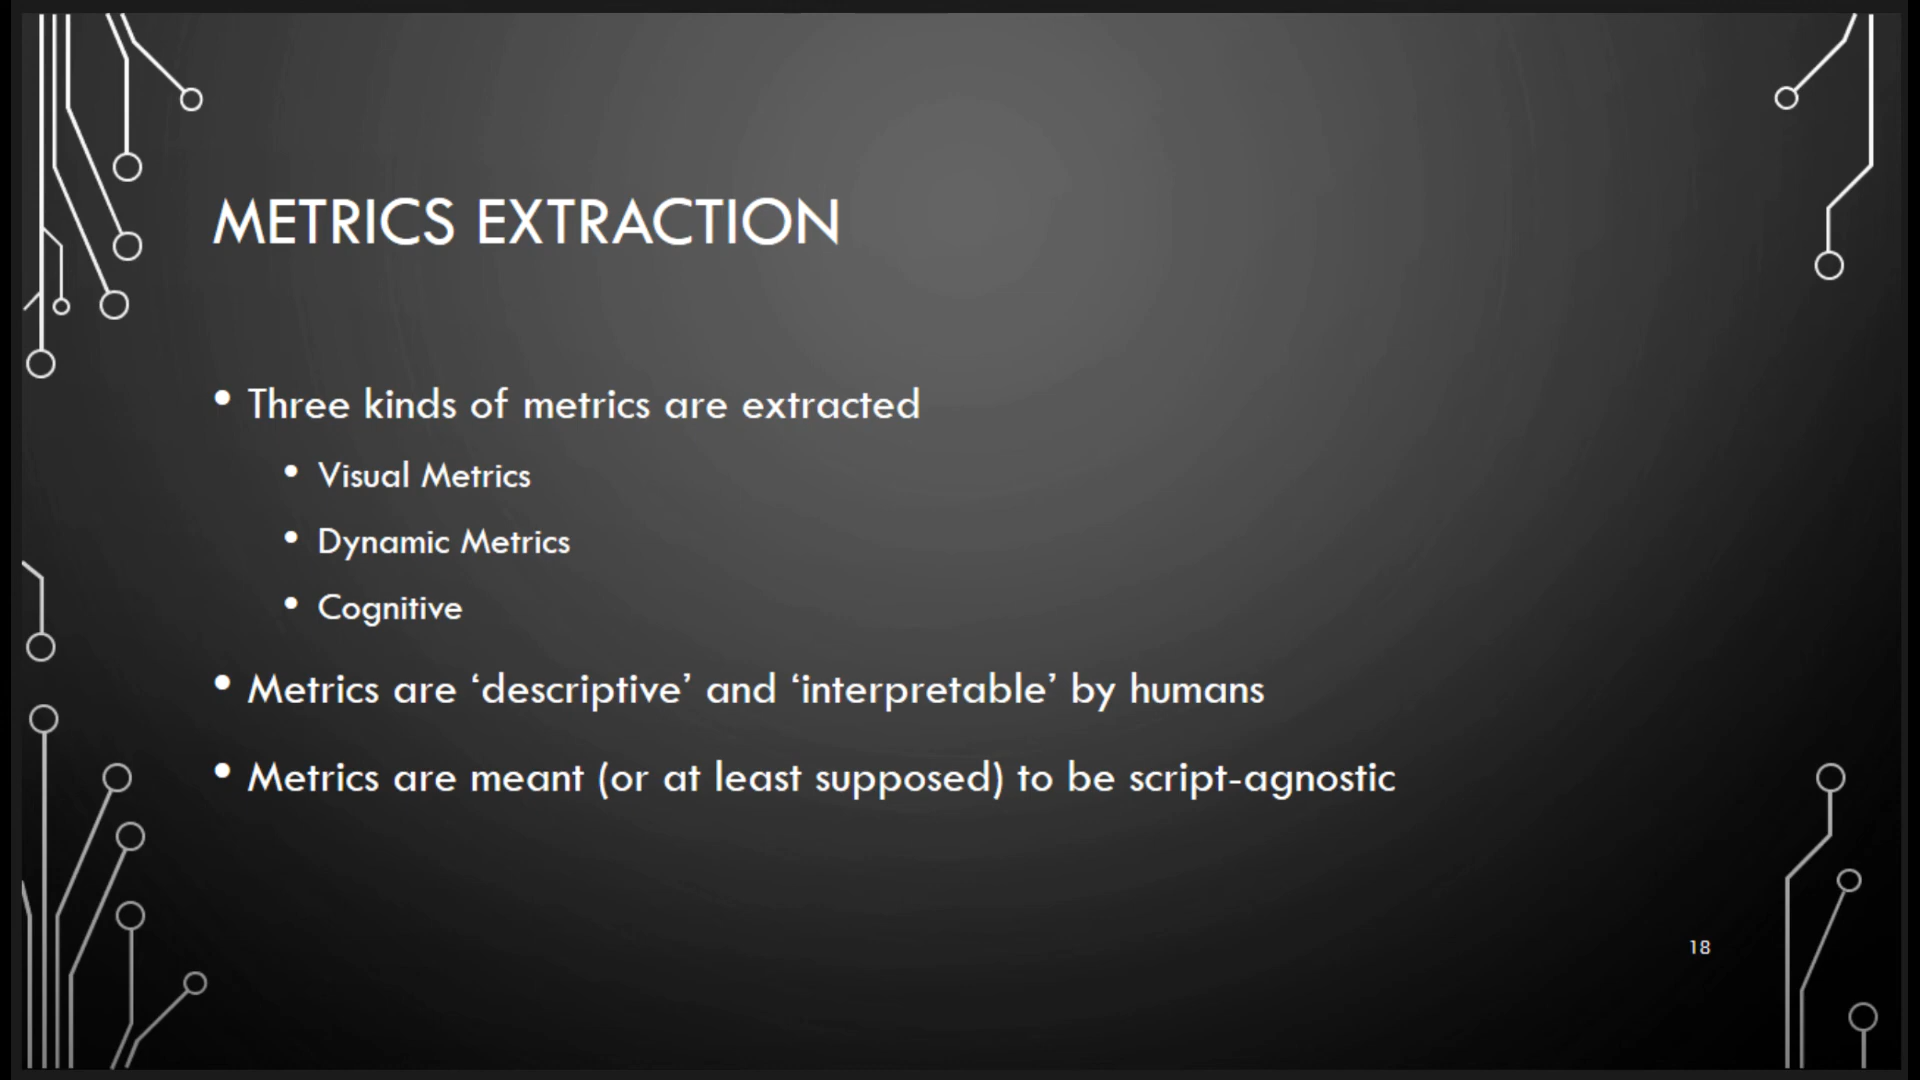 METRICS EXTRACTION
• Three kinds of metrics are extracted
• Visual Metrics
• Dynamic Metrics
• Cognitive
• Metrics are ‘descriptive’ and ‘interpretable’ by humans
• Metrics are meant (or at least supposed) to be script-agnostic
18